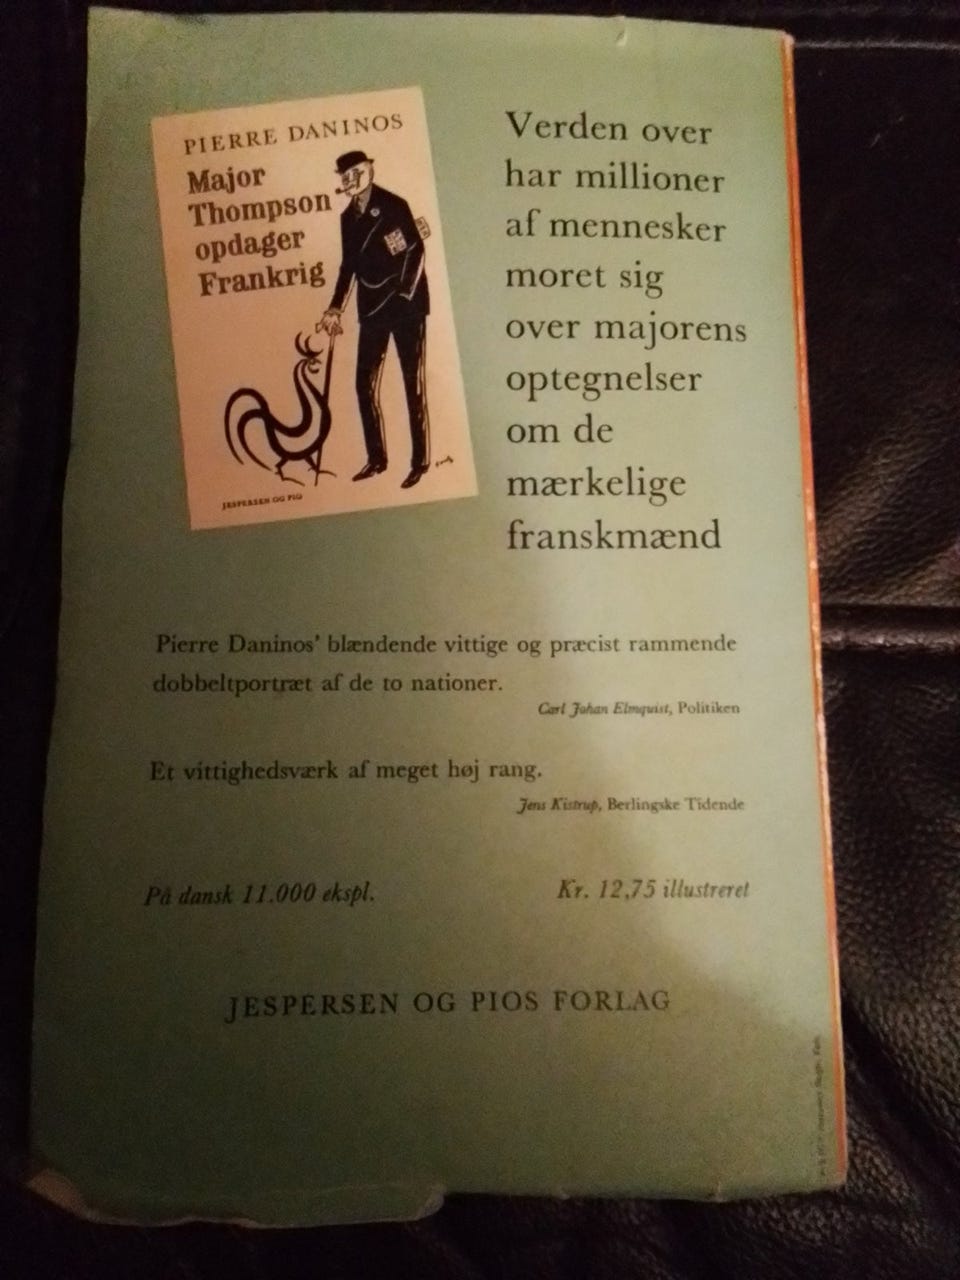 PIERRE DANINOS
Major
Thompson
opdager
Frankrig
JESPERSEN OG PIO
Verden over
har millioner
af mennesker
moret sig
over majorens
optegnelser
om de
mærkelige
franskmænd
Pierre Daninos' blændende vittige og præcist rammende
dobbeltportræt af de to nationer.
Carl Johan Elmquist, Politiken
Et vittighedsværk af meget høj rang.
Jens Kistrup, Berlingske Tidende
På dansk 11.000 ekspl.
Kr. 12,75 illustreret
JESPERSEN OG PIOS FORLAG